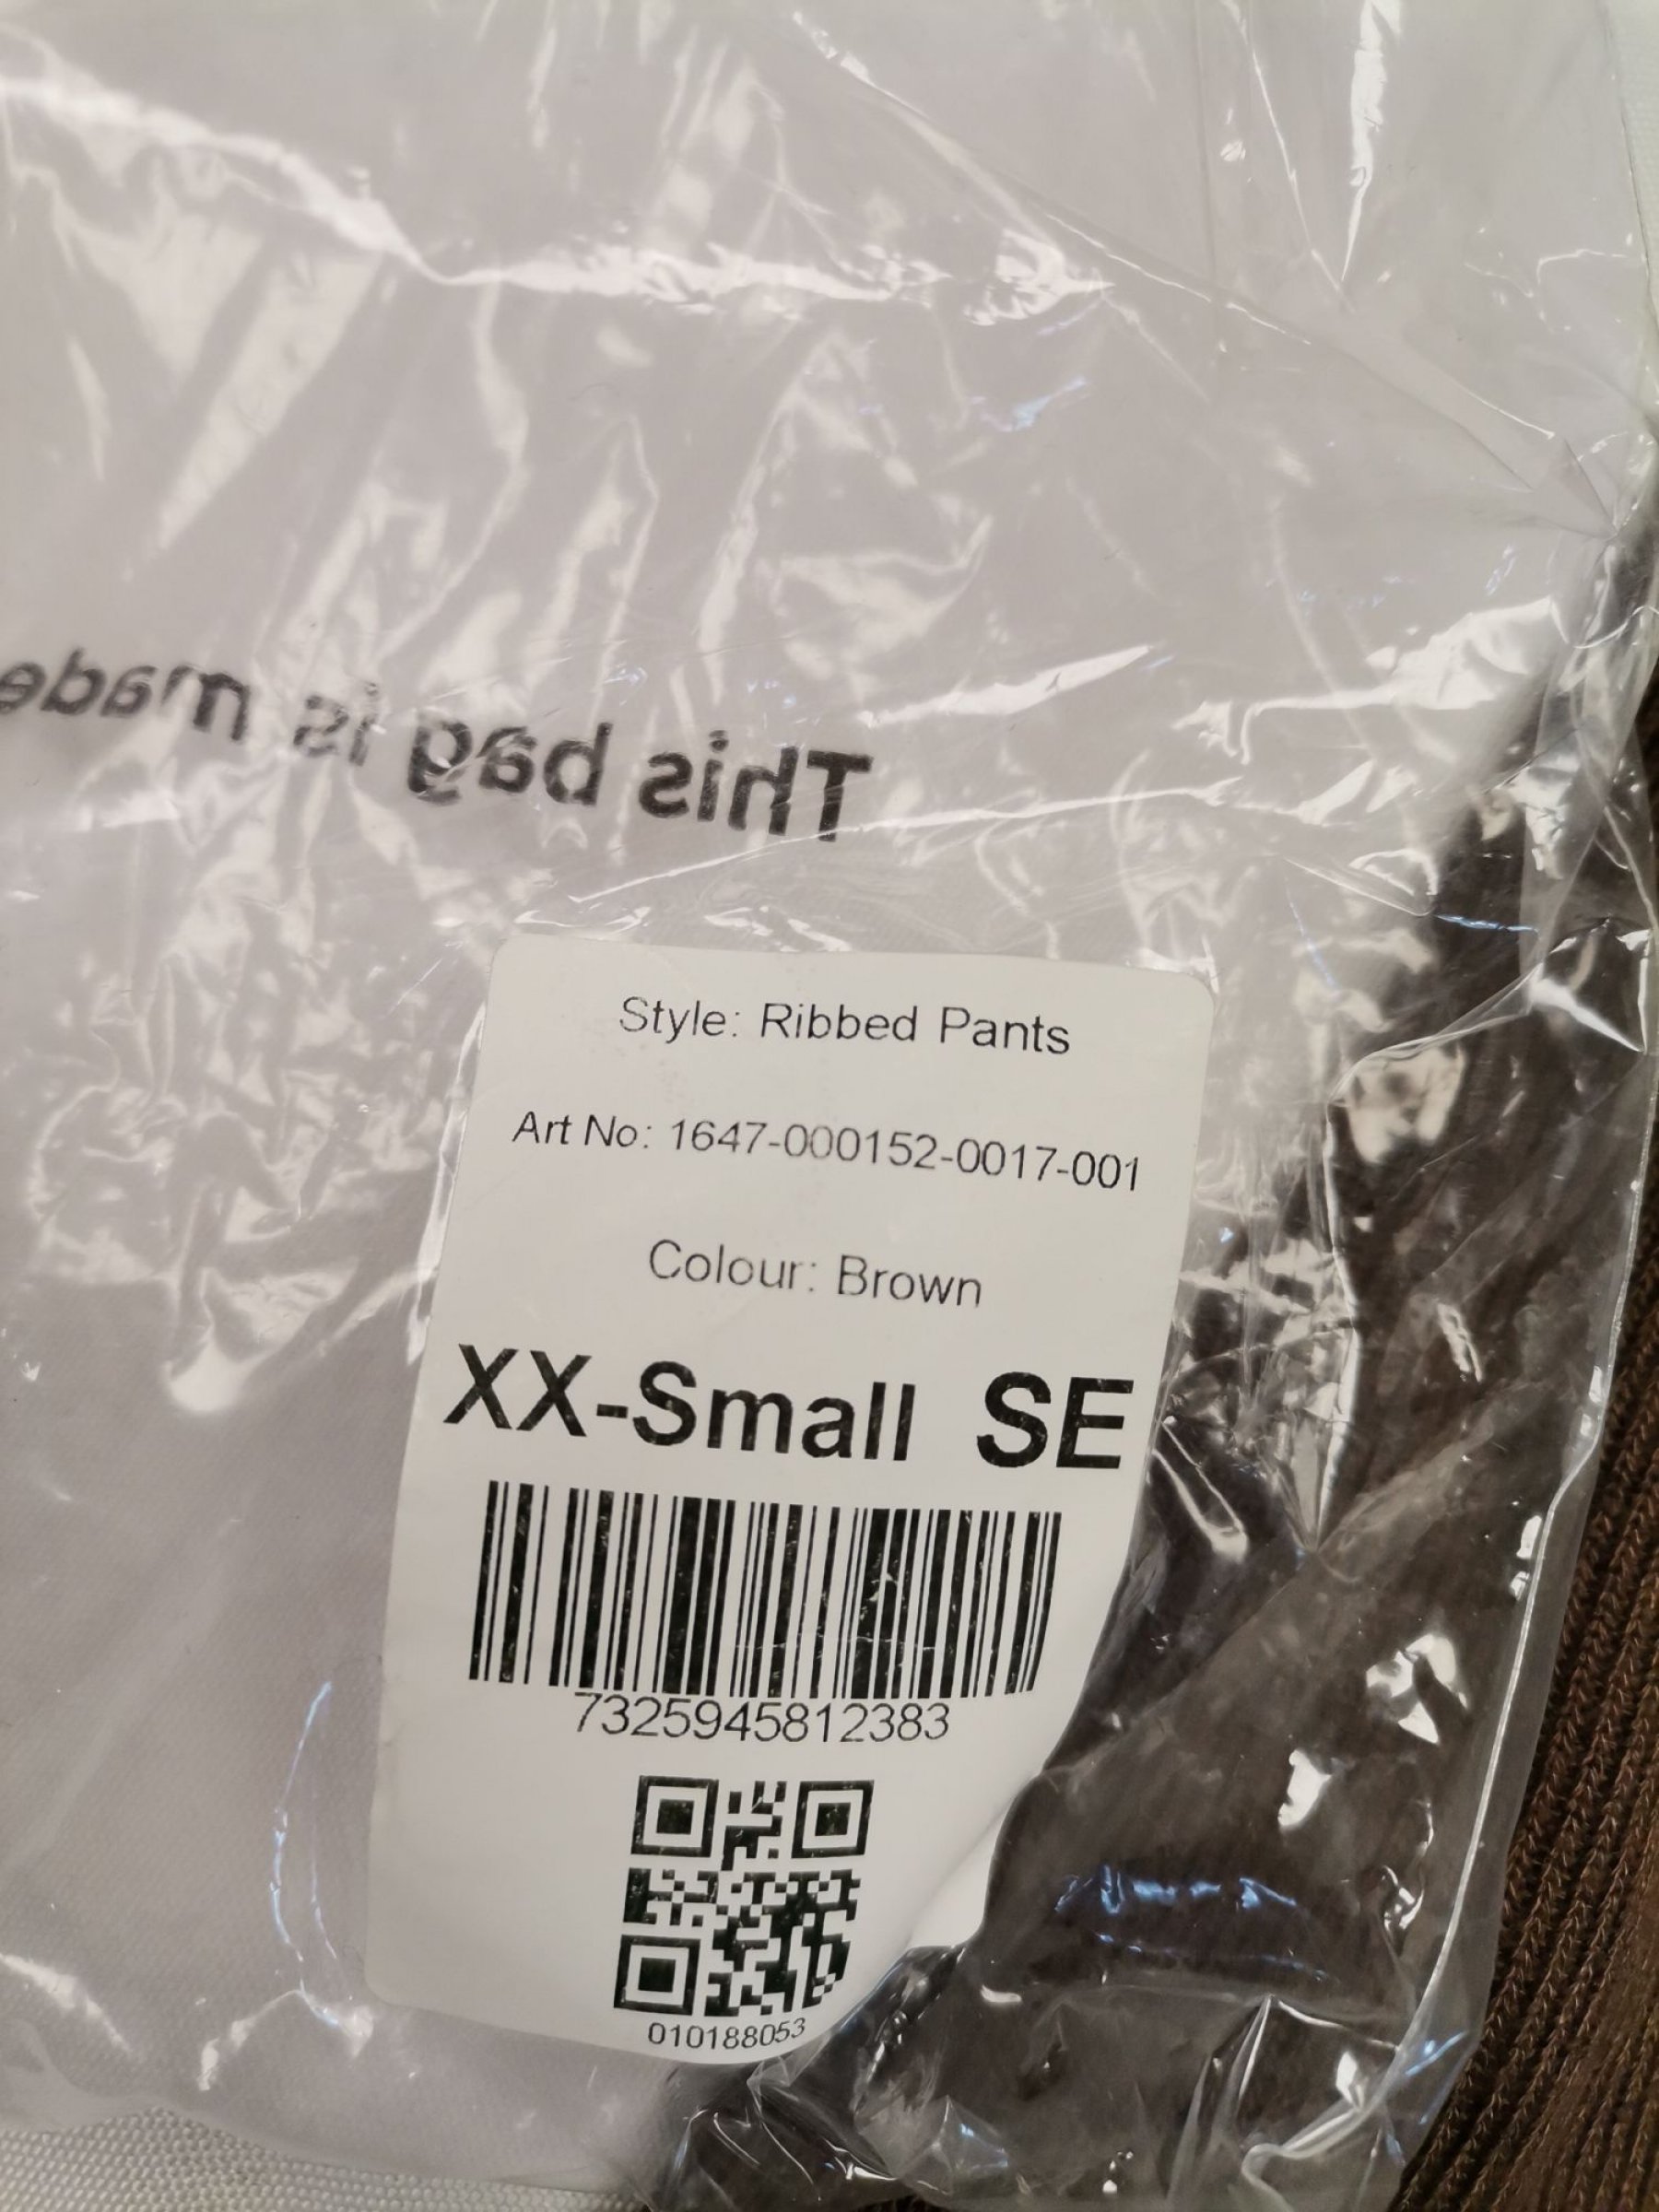 This bag is made
Style: Ribbed Pants
Art No: 1647-000152-0017-001
Colour: Brown
XX-Small SE
7325945812383
010188053